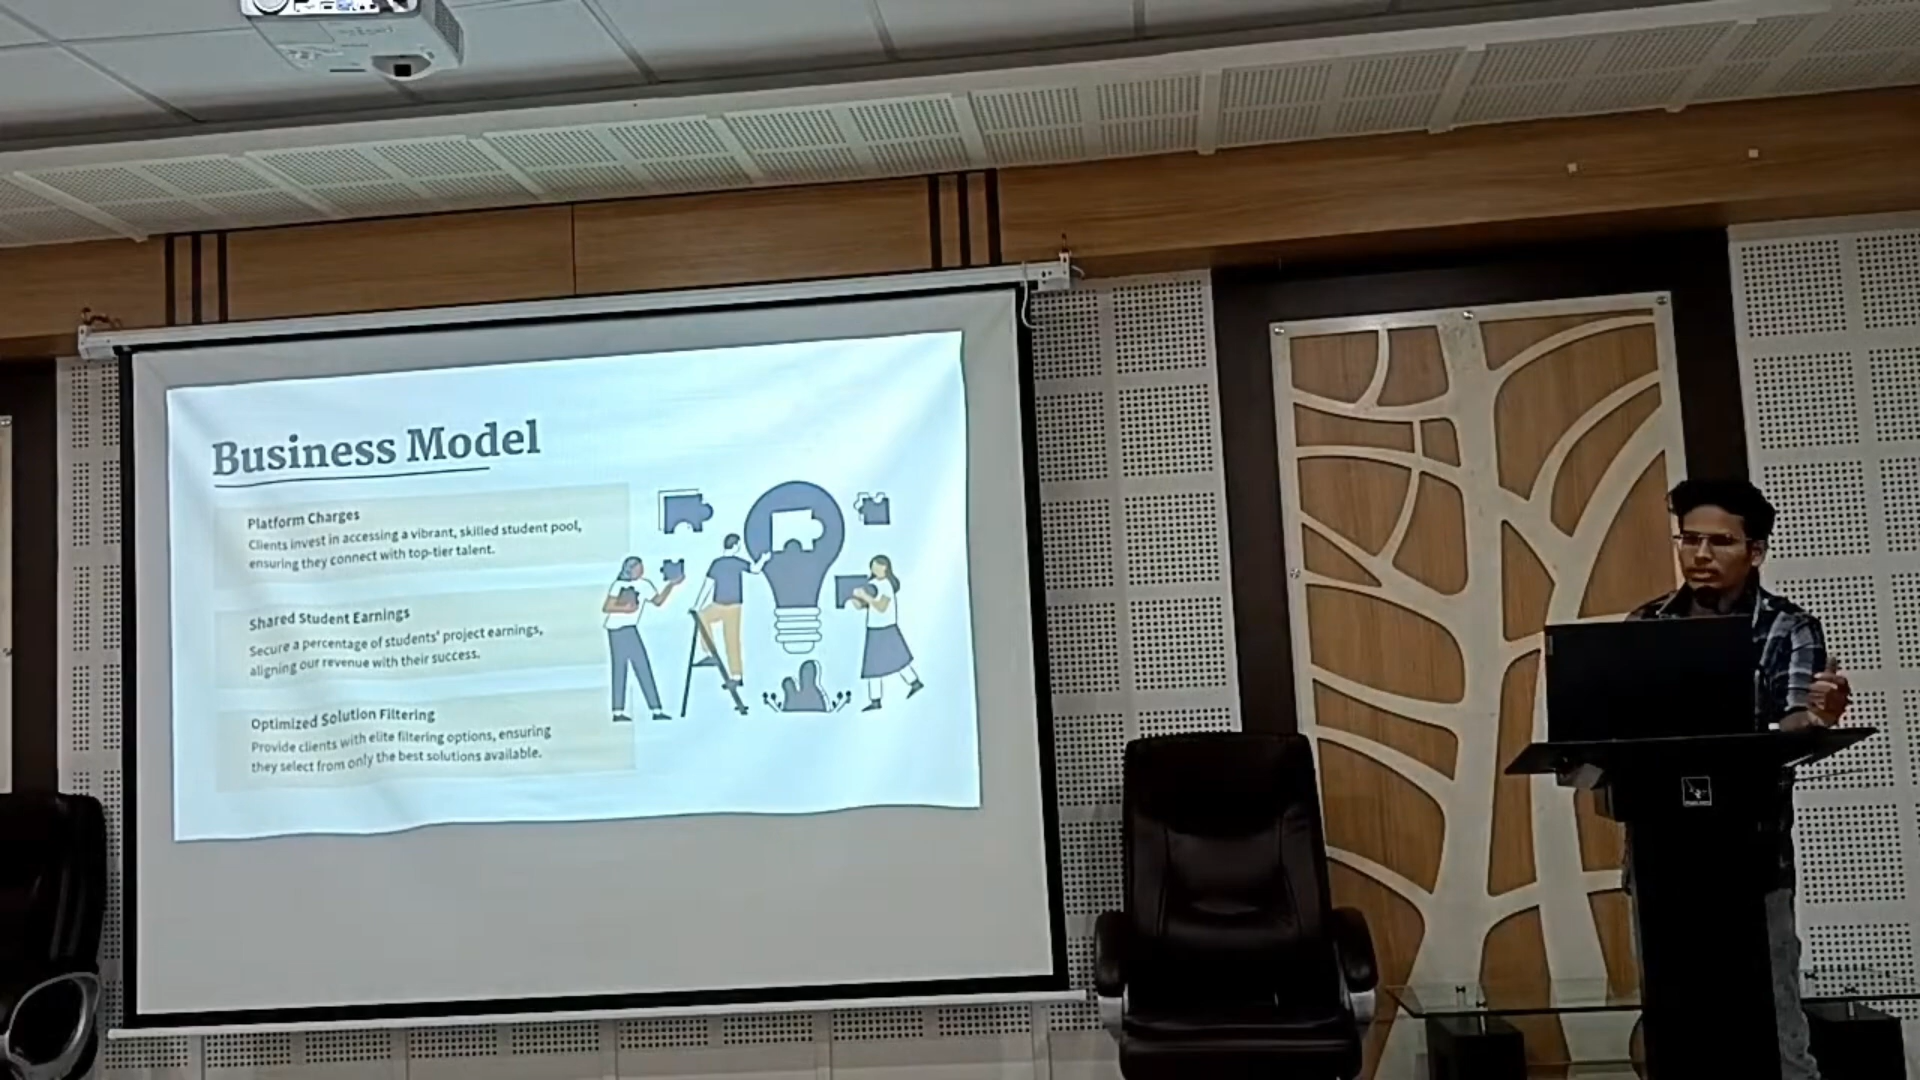 Business Model
Platform Charges
Clients invest in accessing a vibrant, skilled student pool,
ensuring they connect with top-tier talent.
Shared Student Earnings
Secure a percentage of students' project earnings,
aligning our revenue with their success.
Optimized Solution Filtering
Provide clients with elite filtering options, ensuring
they select from only the best solutions available.